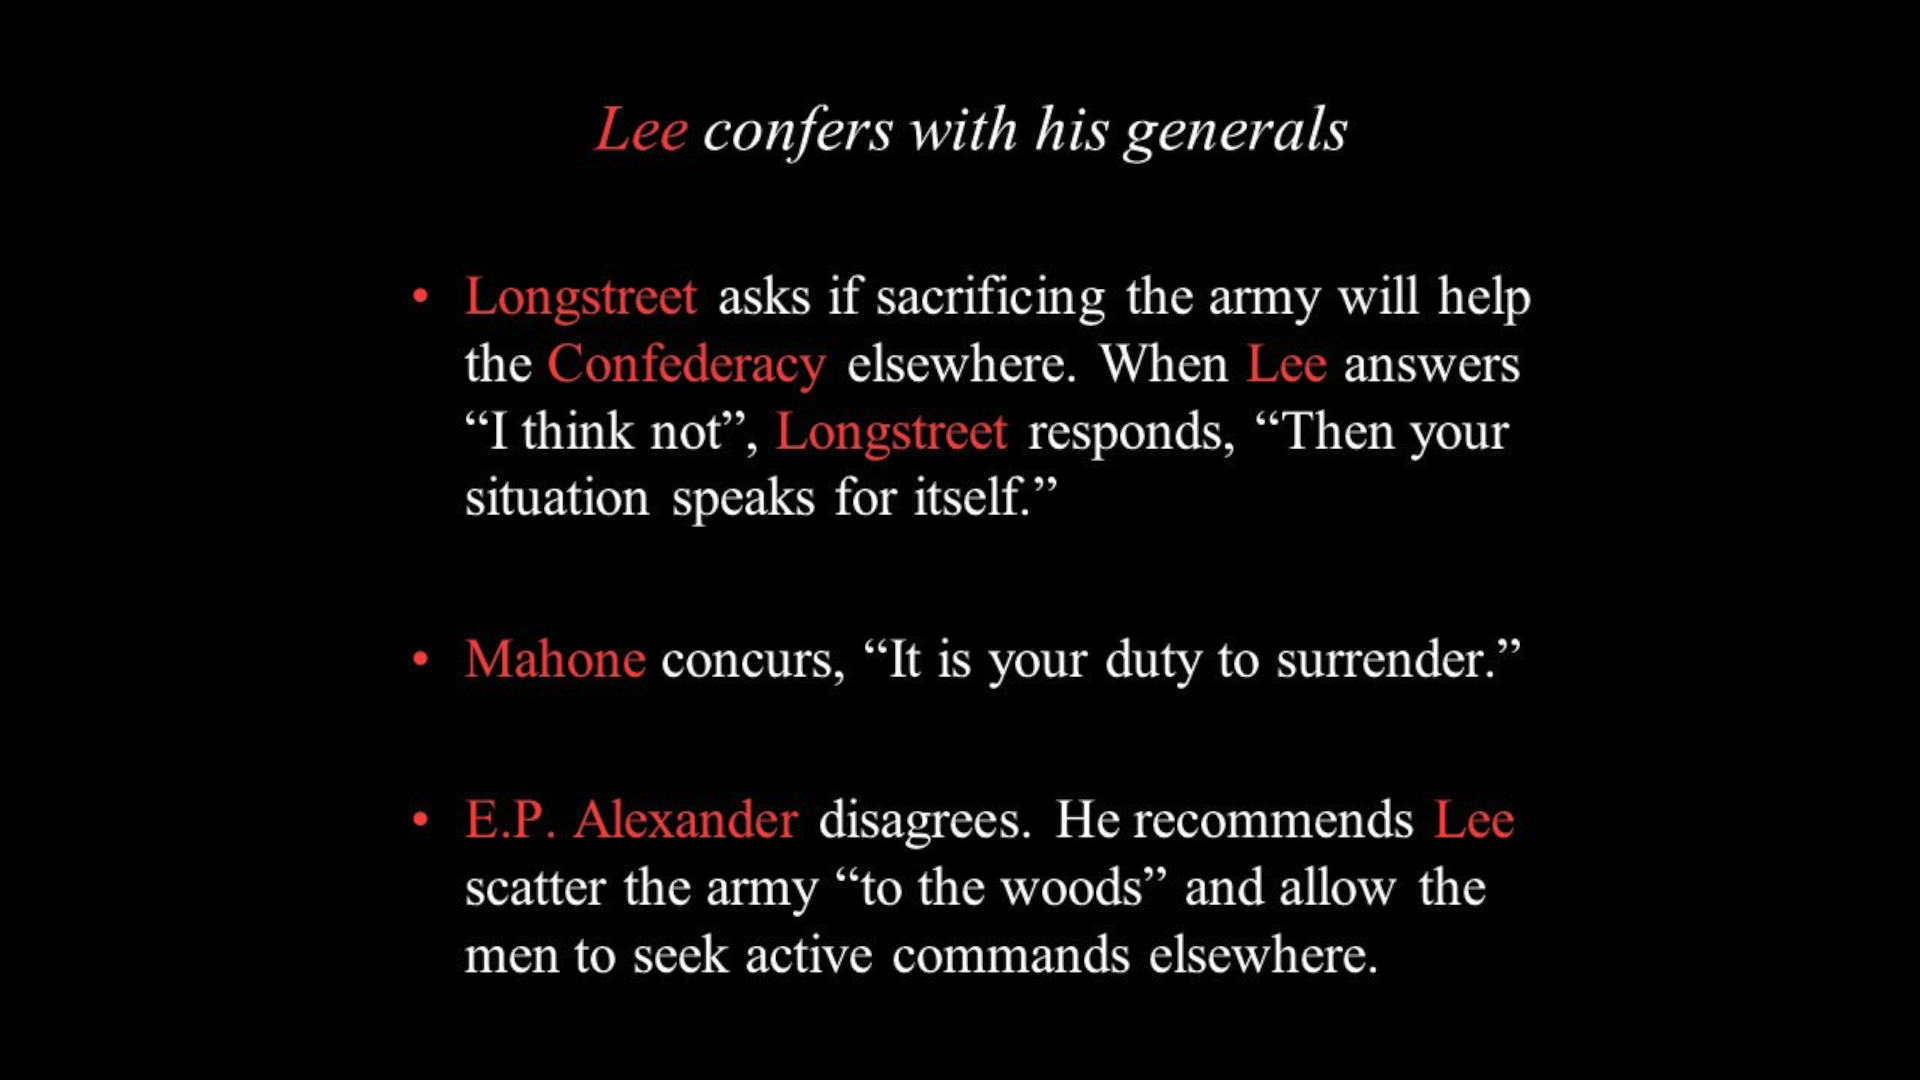 Lee confers with his generals
• Longstreet asks if sacrificing the army will help
the Confederacy elsewhere. When Lee answers
“I think not”, Longstreet responds, “Then your
situation speaks for itself.”
• Mahone concurs, “It is your duty to surrender.”
• E.P. Alexander disagrees. He recommends Lee
scatter the army “to the woods” and allow the
men to seek active commands elsewhere.